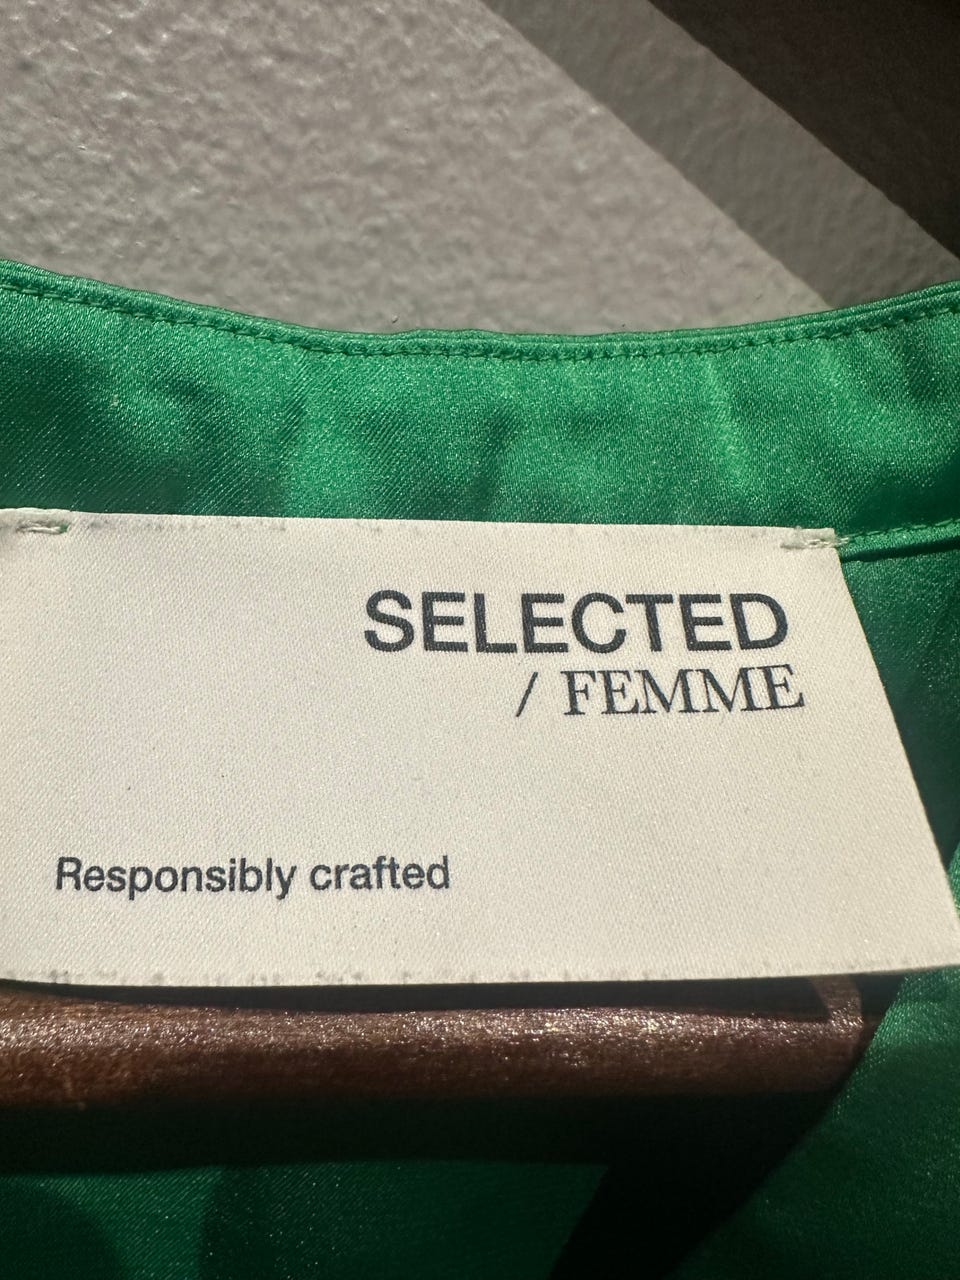 SELECTED
/ FEMME
Responsibly crafted